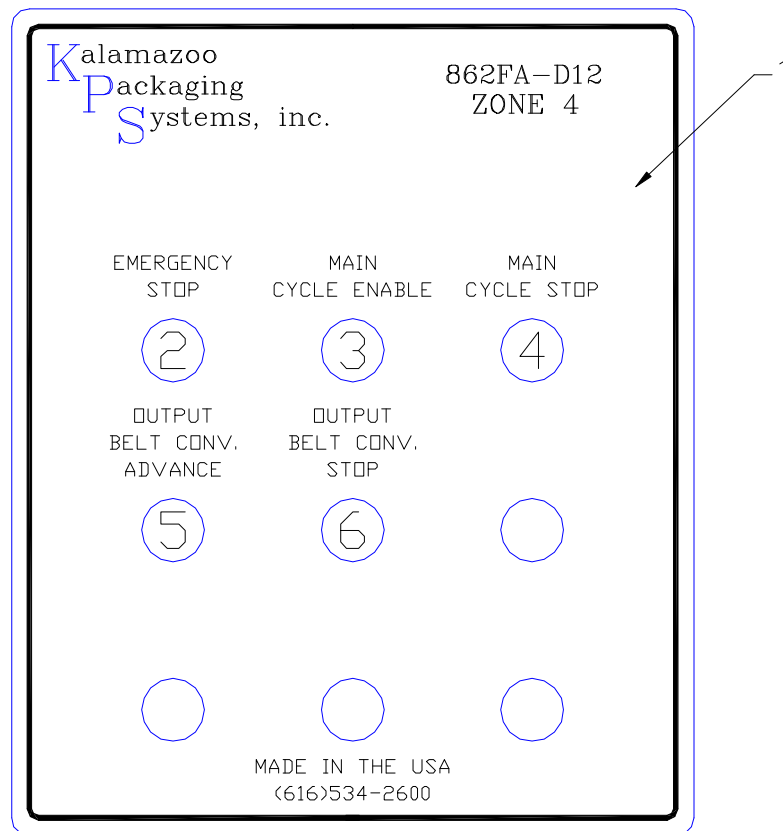 Kalamazoo
Packaging
Systems, inc.
862FA-D12
ZONE 4
EMERGENCY
STOP
MAIN
CYCLE ENABLE
MAIN
CYCLE STOP
2
3
4
OUTPUT
BELT CONV.
ADVANCE
OUTPUT
BELT CONV.
STOP
5
6
MADE IN THE USA
(616)534-2600